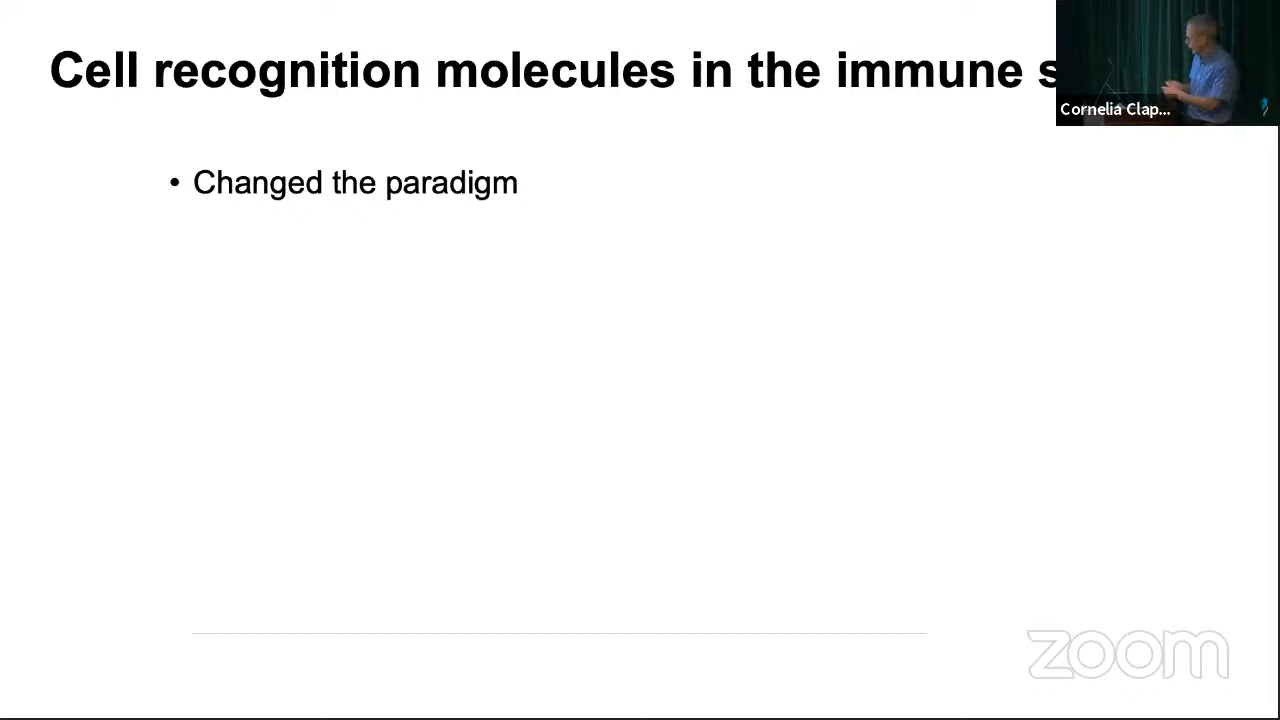 Cell recognition molecules in the immune s
Cornelia Clap...
• Changed the paradigm
zoom